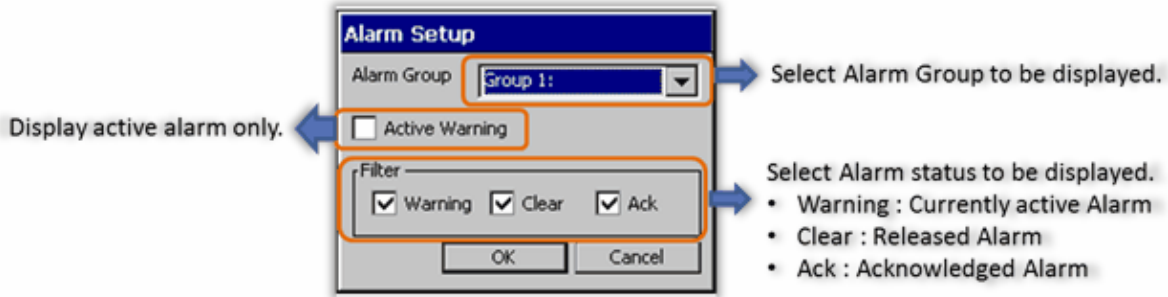 Alarm Setup
Alarm Group Group 1:
Select Alarm Group to be displayed.
Display active alarm only.
Active Warning
Filter
Warning Clear Ack
OK Cancel
Select Alarm status to be displayed.
• Warning : Currently active Alarm
• Clear : Released Alarm
• Ack : Acknowledged Alarm